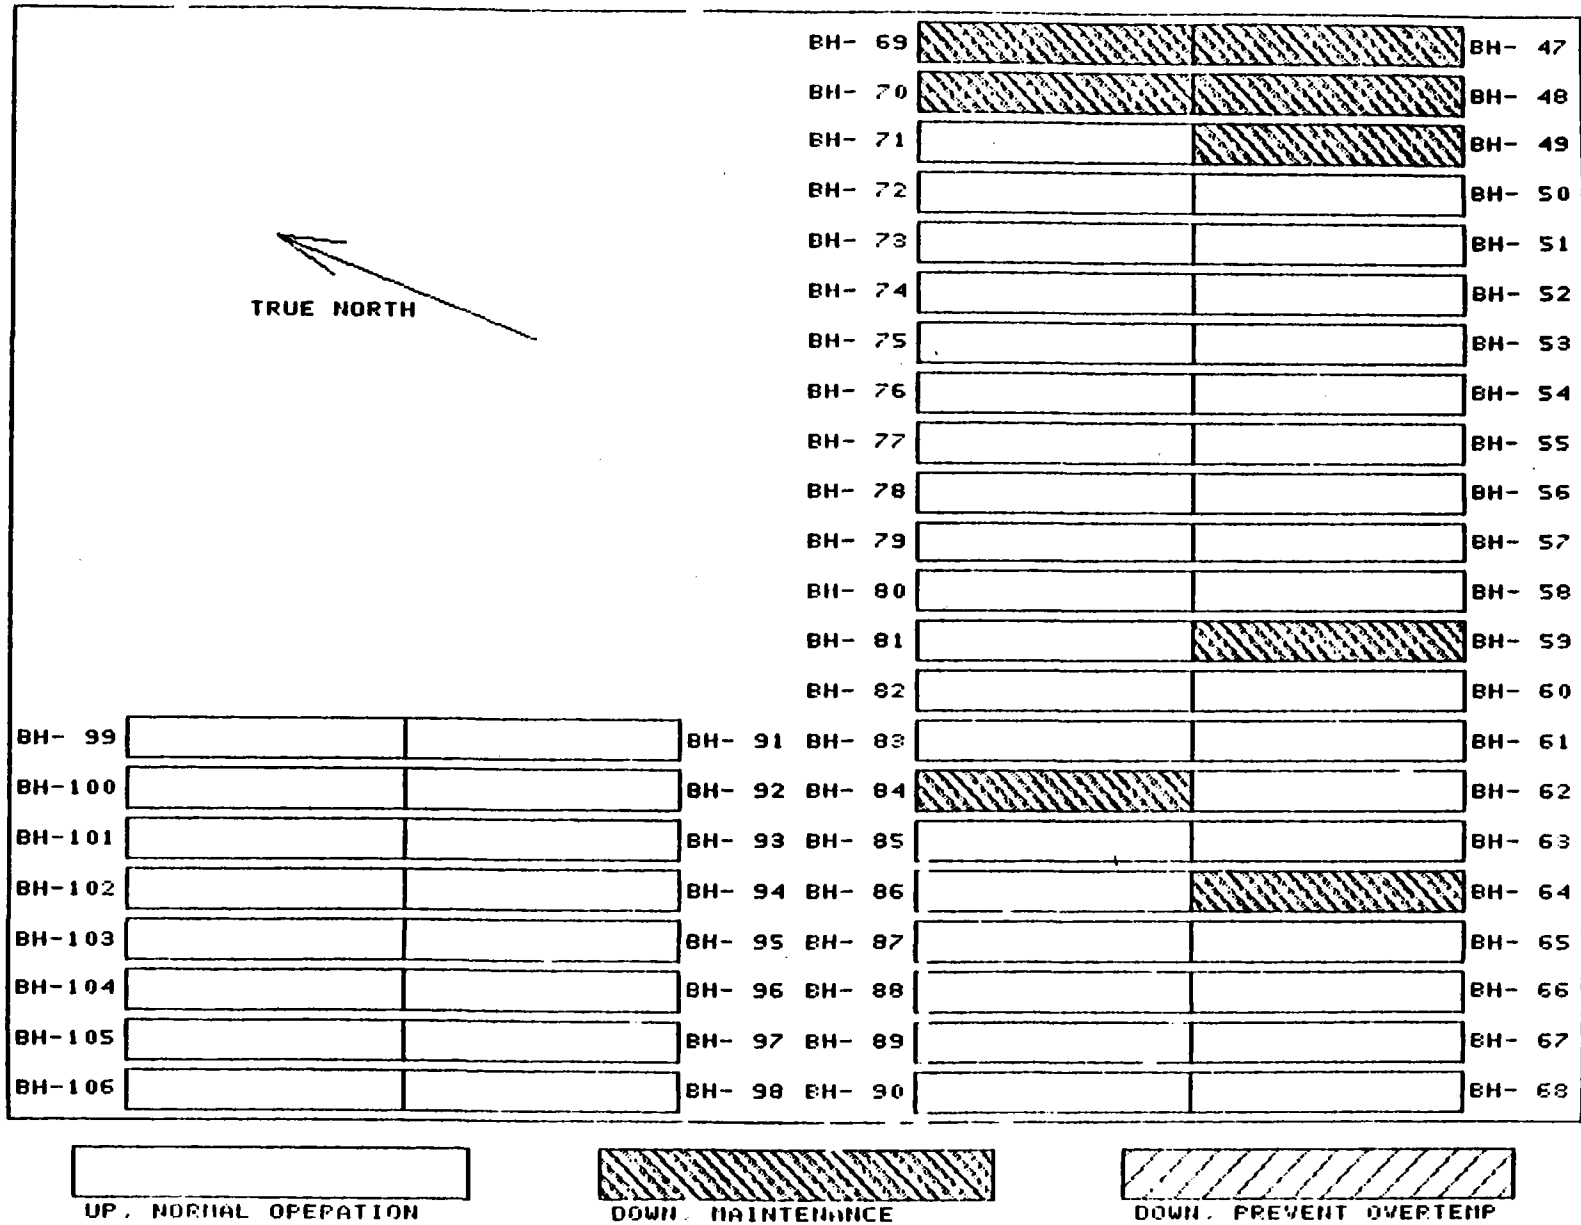 BH- 69 BH- 47
BH- 70 BH- 48
BH- 71 BH- 49
BH- 72 BH- 50
BH- 73 BH- 51
BH- 74 BH- 52
TRUE NORTH
BH- 75 BH- 53
BH- 76 BH- 54
BH- 77 BH- 55
BH- 78 BH- 56
BH- 79 BH- 57
BH- 80 BH- 58
BH- 81 BH- 59
BH- 82 BH- 60
BH- 99 BH- 91 BH- 83 BH- 61
BH-100 BH- 92 BH- 84 BH- 62
BH-101 BH- 93 BH- 85 BH- 63
BH-102 BH- 94 BH- 86 BH- 64
BH-103 BH- 95 BH- 87 BH- 65
BH-104 BH- 96 BH- 88 BH- 66
BH-105 BH- 97 BH- 89 BH- 67
BH-106 BH- 98 BH- 90 BH- 68
UP, NORMAL OPERATION DOWN, MAINTENANCE DOWN, PREVENT OVERTEMP